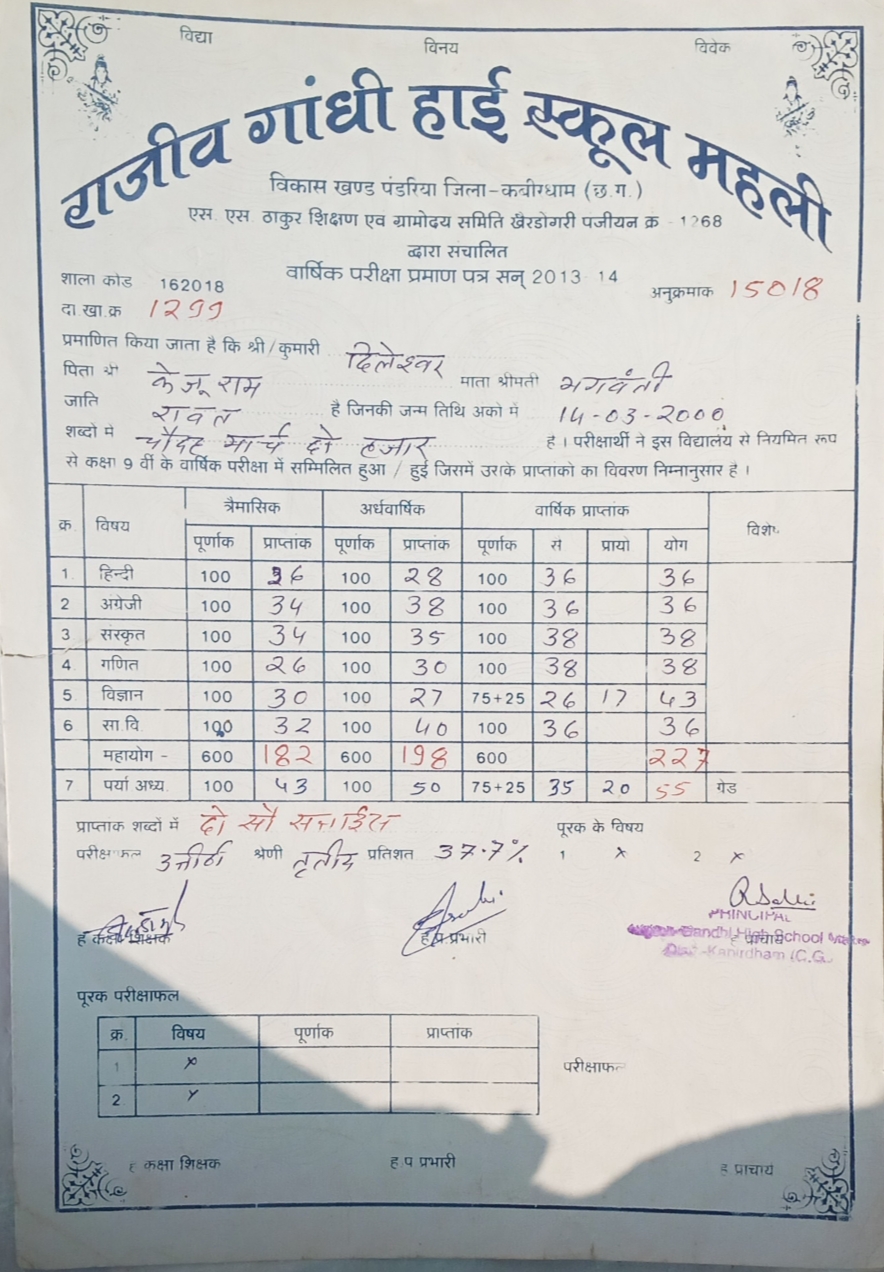 विद्या विनय विवेक
राजीव गांधी हाई स्कूल महली
विकास खण्ड पंडरिया जिला-कबीरधाम (छ.ग.)
एस. एस. ठाकुर शिक्षण एवं ग्रामोदय समिति खैरडोगरी पंजीयन क्र - 1268
द्वारा संचालित
शाला कोड 162018 वार्षिक परीक्षा प्रमाण पत्र सन् 2013 14 अनुक्रमाक 15018
दा.खा.क्र 1299
प्रमाणित किया जाता है कि श्री/कुमारी दिलेश्वर
पिता श्री केजू राम माता श्रीमती भगवंती
जाति रावत है जिनकी जन्म तिथि अंको में 14-03-2000
शब्दो में चौदह मार्च दो हजार है। परीक्षार्थी ने इस विद्यालय से नियमित रूप
से कक्षा 9 वीं के वार्षिक परीक्षा में सम्मिलित हुआ / हुई जिसमें उसके प्राप्तांको का विवरण निम्नानुसार है।
क्र. विषय त्रैमासिक अर्धवार्षिक वार्षिक प्राप्तांक
पूर्णाक प्राप्तांक पूर्णाक प्राप्तांक पूर्णाक सै प्रायो योग
1. हिन्दी 100 100 28 100 36 36
2 अंग्रेजी 100 34 100 38 100 36 36
3 संस्कृत 100 34 100 35 100 38 38
4. गणित 100 26 100 30 100 38 38
5 विज्ञान 100 30 100 27 75+25 26 17 43
6 सा.वि. 100 32 100 40 100 36 36
महायोग - 600 182 600 198 600 227
7 पर्या अध्य. 100 43 100 50 75+25 35 20 55 ग्रेड
प्राप्ताक शब्दों में दो सौ सत्ताईस पूरक के विषय
परीक्षाफल उत्तीर्ण श्रेणी तृतीय प्रतिशत 37.7% 1 x 2 x
PRINCIPAL
ह कक्षा शिक्षक ह.प.प्रभारी ह प्राचार्य
Gandhi High School
Dist-Kabirdham (C.G.
पूरक परीक्षाफल
क्र. विषय पूर्णाक प्राप्ताक
1 x परीक्षाफल
2 x
ह कक्षा शिक्षक ह.प प्रभारी ह प्राचार्य